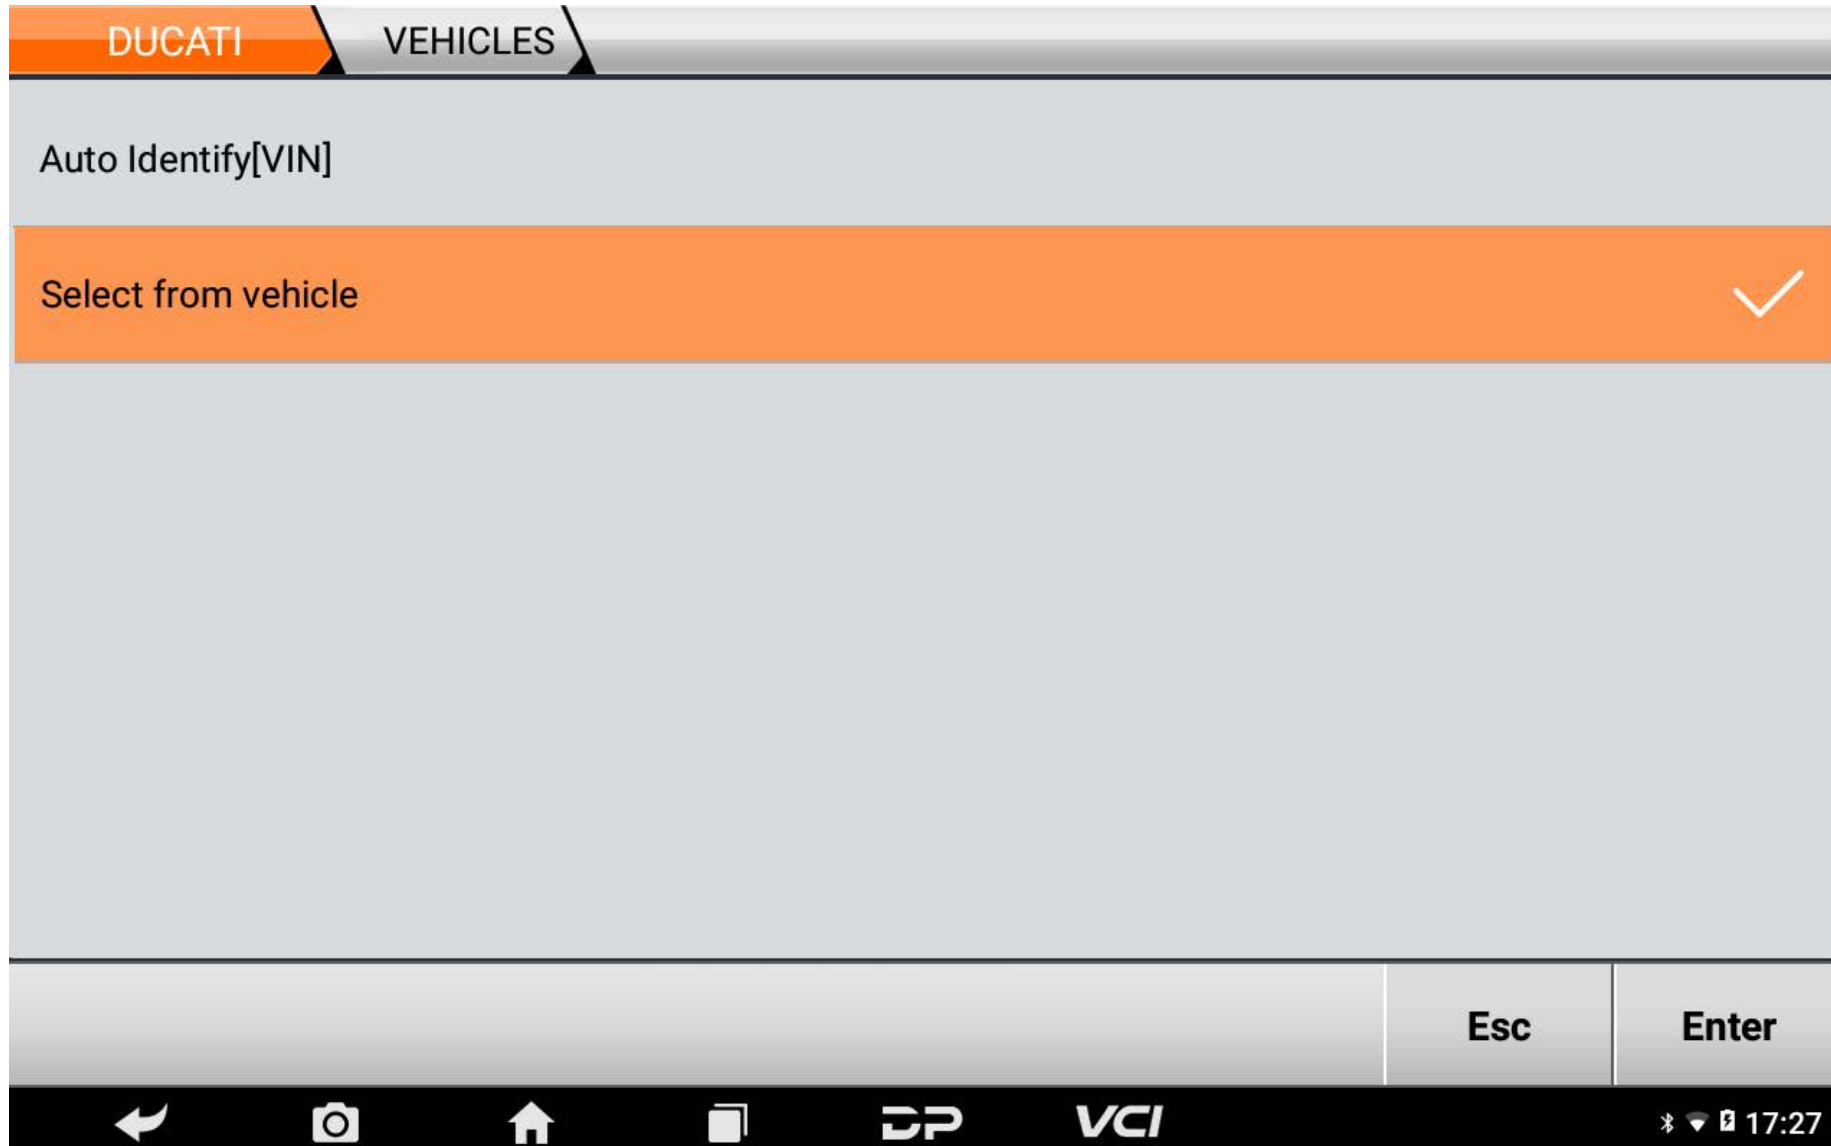 DUCATI VEHICLES
Auto Identify[VIN]
Select from vehicle
Esc Enter
DP VCI 17:27